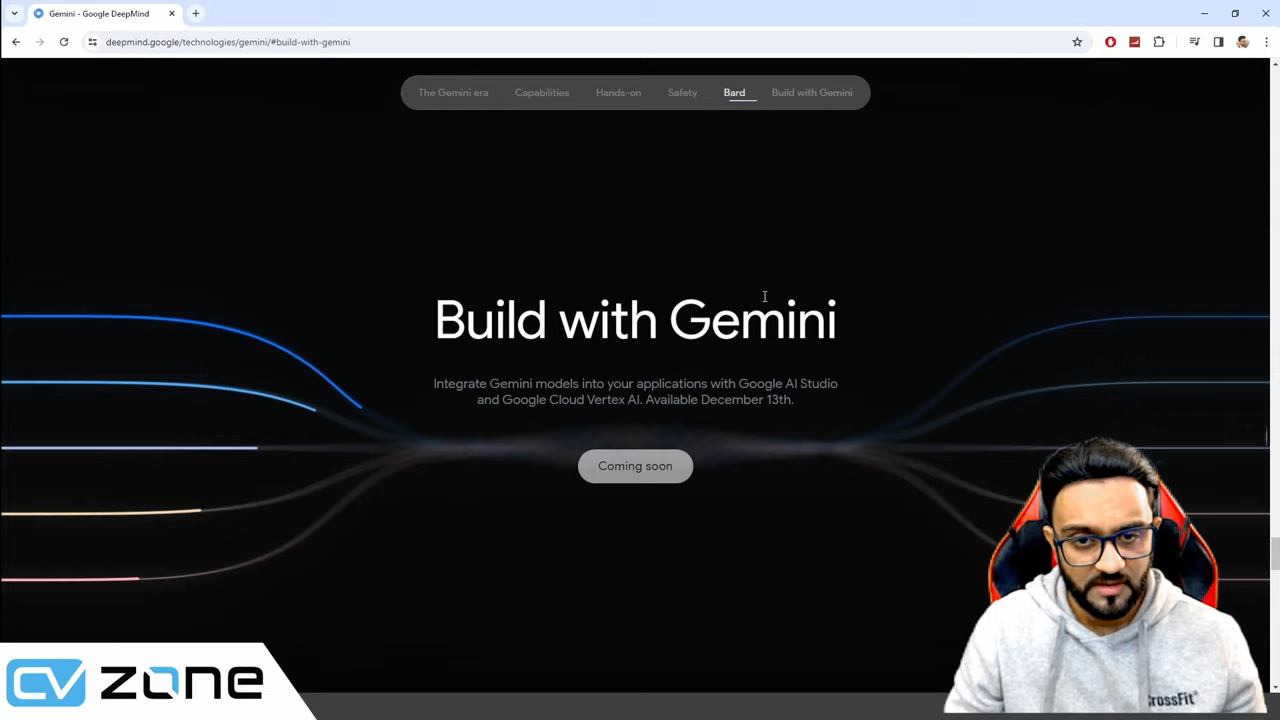 Gemini - Google DeepMind
deepmind.google/technologies/gemini/#build-with-gemini
The Gemini era Capabilities Hands-on Safety Bard Build with Gemini
Build with Gemini
Integrate Gemini models into your applications with Google AI Studio
and Google Cloud Vertex AI. Available December 13th.
Coming soon
CV ZONE
CrossFit